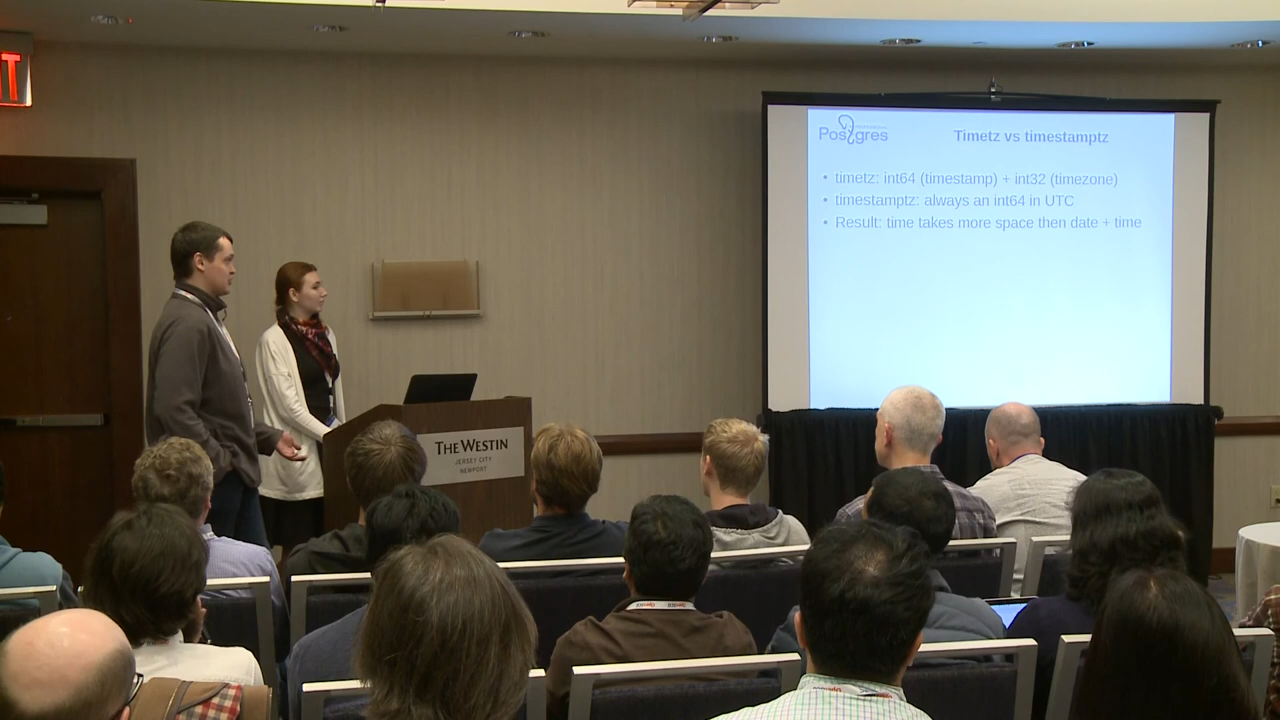 IT
Postgres
Timetz vs timestamptz
• timetz: int64 (timestamp) + int32 (timezone)
• timestamptz: always an int64 in UTC
• Result: time takes more space then date + time
THE WESTIN
JERSEY CITY
NEWPORT